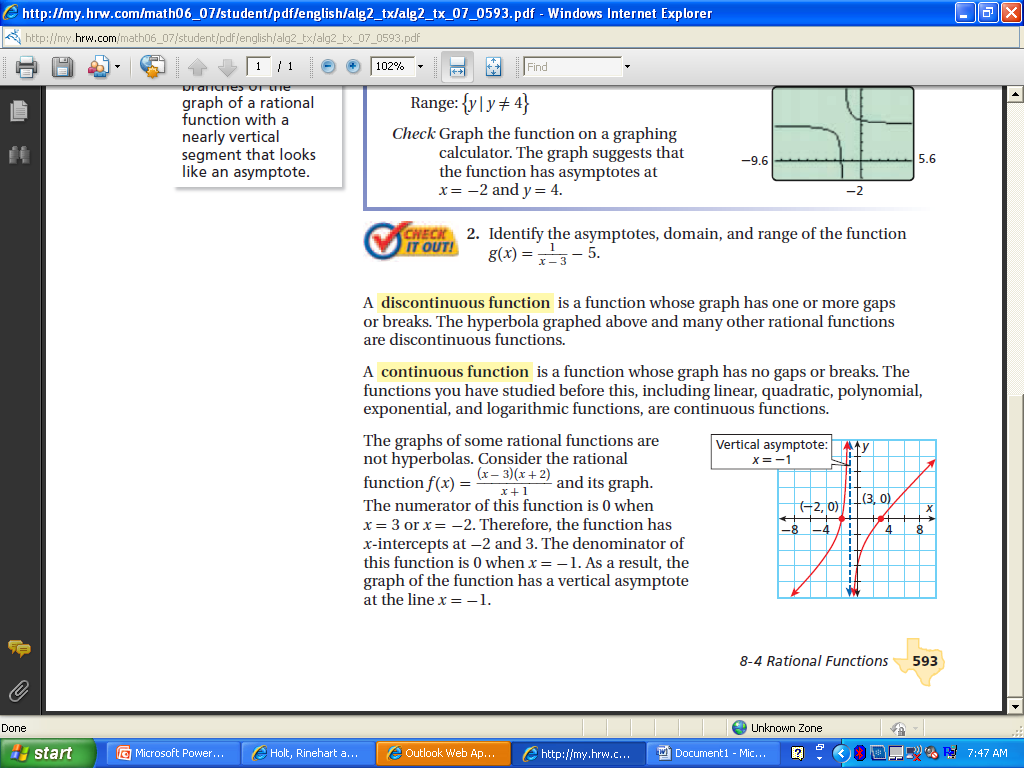 http://my.hrw.com/math06_07/student/pdf/english/alg2_tx/alg2_tx_07_0593.pdf - Windows Internet Explorer
http://my.hrw.com/math06_07/student/pdf/english/alg2_tx/alg2_tx_07_0593.pdf
1 / 1 102% Find
branches of the
graph of a rational
function with a
nearly vertical
segment that looks
like an asymptote.
Range: {y | y ≠ 4}
Check Graph the function on a graphing
calculator. The graph suggests that
the function has asymptotes at
x = −2 and y = 4.
−9.6 5.6
−2
CHECK
IT OUT!
2. Identify the asymptotes, domain, and range of the function
g(x) = 1/(x − 3) − 5.
A discontinuous function is a function whose graph has one or more gaps
or breaks. The hyperbola graphed above and many other rational functions
are discontinuous functions.
A continuous function is a function whose graph has no gaps or breaks. The
functions you have studied before this, including linear, quadratic, polynomial,
exponential, and logarithmic functions, are continuous functions.
The graphs of some rational functions are
not hyperbolas. Consider the rational
function f(x) = (x − 3)(x + 2)/(x + 1) and its graph.
The numerator of this function is 0 when
x = 3 or x = −2. Therefore, the function has
x-intercepts at −2 and 3. The denominator of
this function is 0 when x = −1. As a result, the
graph of the function has a vertical asymptote
at the line x = −1.
Vertical asymptote:
x = −1
y
(−2, 0) (3, 0)
x
−8 −4 4 8
8-4 Rational Functions 593
Done Unknown Zone
start Microsoft Power... Holt, Rinehart a... Outlook Web Ap... http://my.hrw.c... Document1 - Mic... 7:47 AM